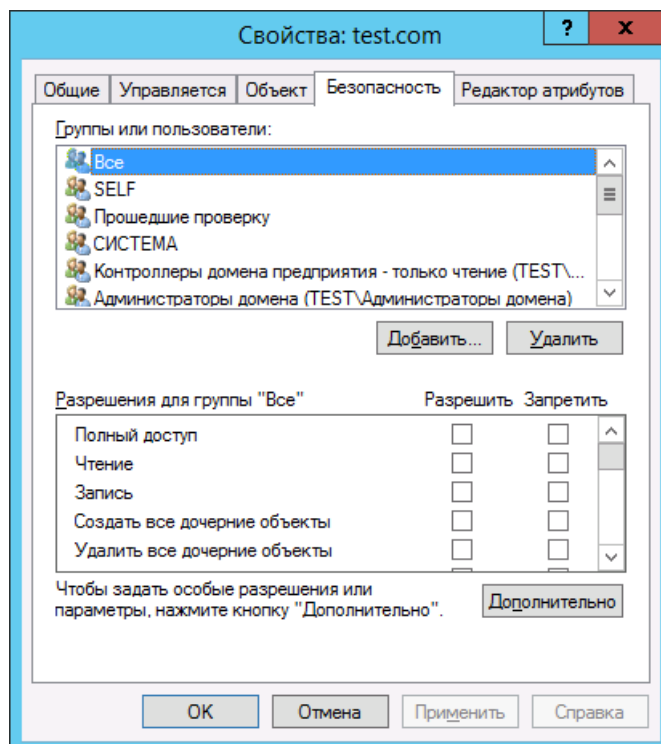 Свойства: test.com
?
x
Общие Управляется Объект Безопасность Редактор атрибутов
Группы или пользователи:
Все
SELF
Прошедшие проверку
СИСТЕМА
Контроллеры домена предприятия - только чтение (TEST\...
Администраторы домена (TEST\Администраторы домена)
Добавить... Удалить
Разрешения для группы "Все" Разрешить Запретить
Полный доступ
Чтение
Запись
Создать все дочерние объекты
Удалить все дочерние объекты
Чтобы задать особые разрешения или
параметры, нажмите кнопку "Дополнительно".
Дополнительно
OK Отмена Применить Справка